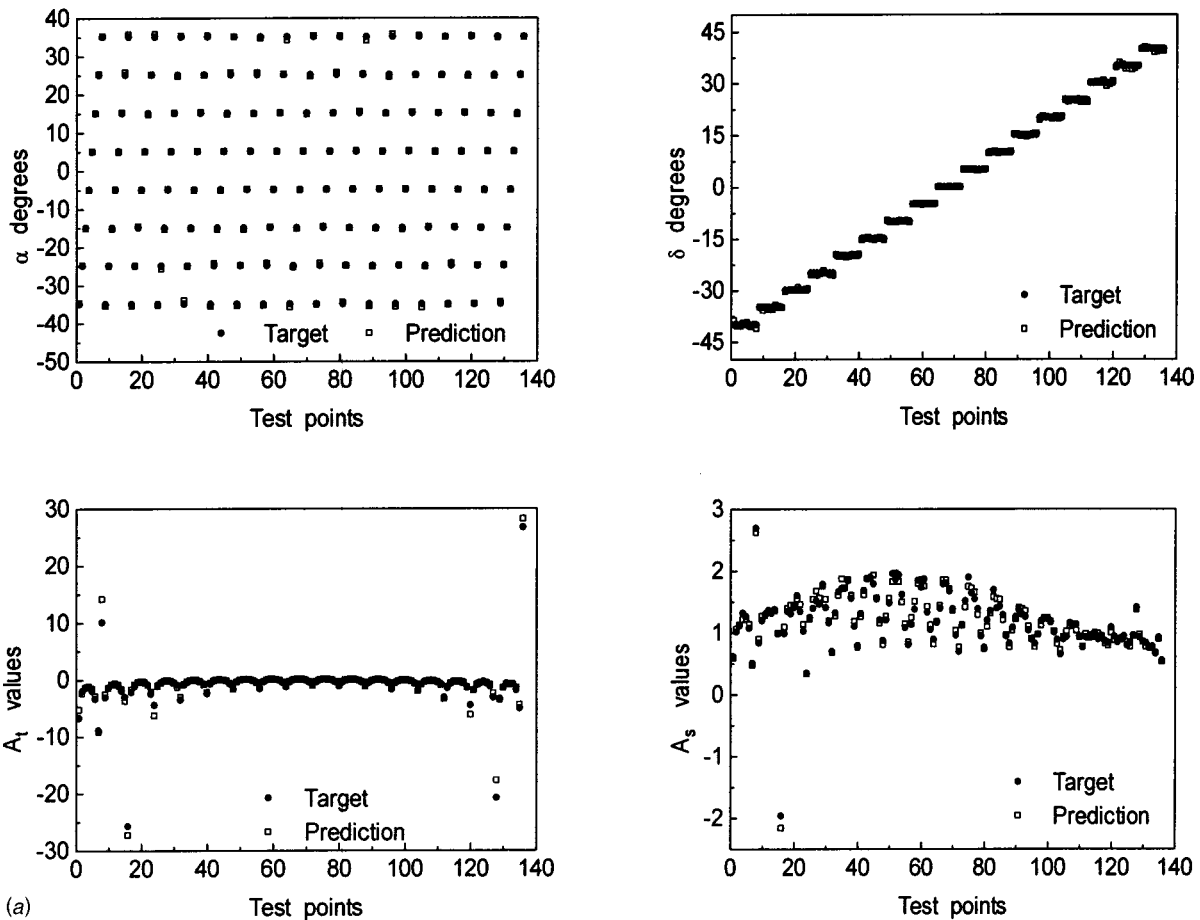 40
30
20
10
0
-10
-20
-30
-40
-50
α degrees
Target Prediction
0 20 40 60 80 100 120 140
Test points
45
30
15
0
-15
-30
-45
δ degrees
Target
Prediction
0 20 40 60 80 100 120 140
Test points
30
20
10
0
-10
-20
-30
At values
Target
Prediction
0 20 40 60 80 100 120 140
Test points
3
2
1
0
-1
-2
As values
Target
Prediction
0 20 40 60 80 100 120 140
Test points
(a)